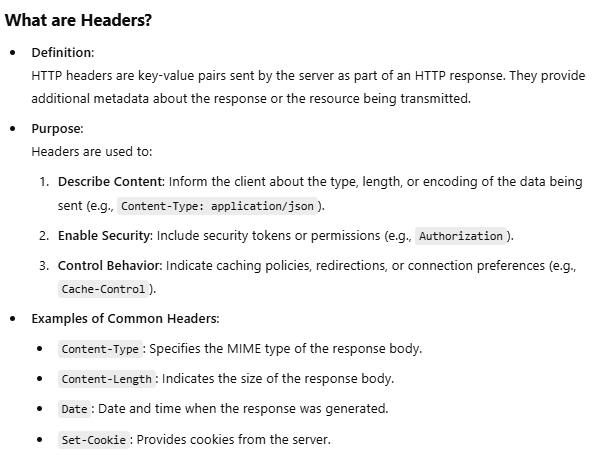 What are Headers?
• Definition:
HTTP headers are key-value pairs sent by the server as part of an HTTP response. They provide
additional metadata about the response or the resource being transmitted.
• Purpose:
Headers are used to:
1. Describe Content: Inform the client about the type, length, or encoding of the data being
sent (e.g., Content-Type: application/json ).
2. Enable Security: Include security tokens or permissions (e.g., Authorization ).
3. Control Behavior: Indicate caching policies, redirections, or connection preferences (e.g.,
Cache-Control ).
• Examples of Common Headers:
• Content-Type : Specifies the MIME type of the response body.
• Content-Length : Indicates the size of the response body.
• Date : Date and time when the response was generated.
• Set-Cookie : Provides cookies from the server.